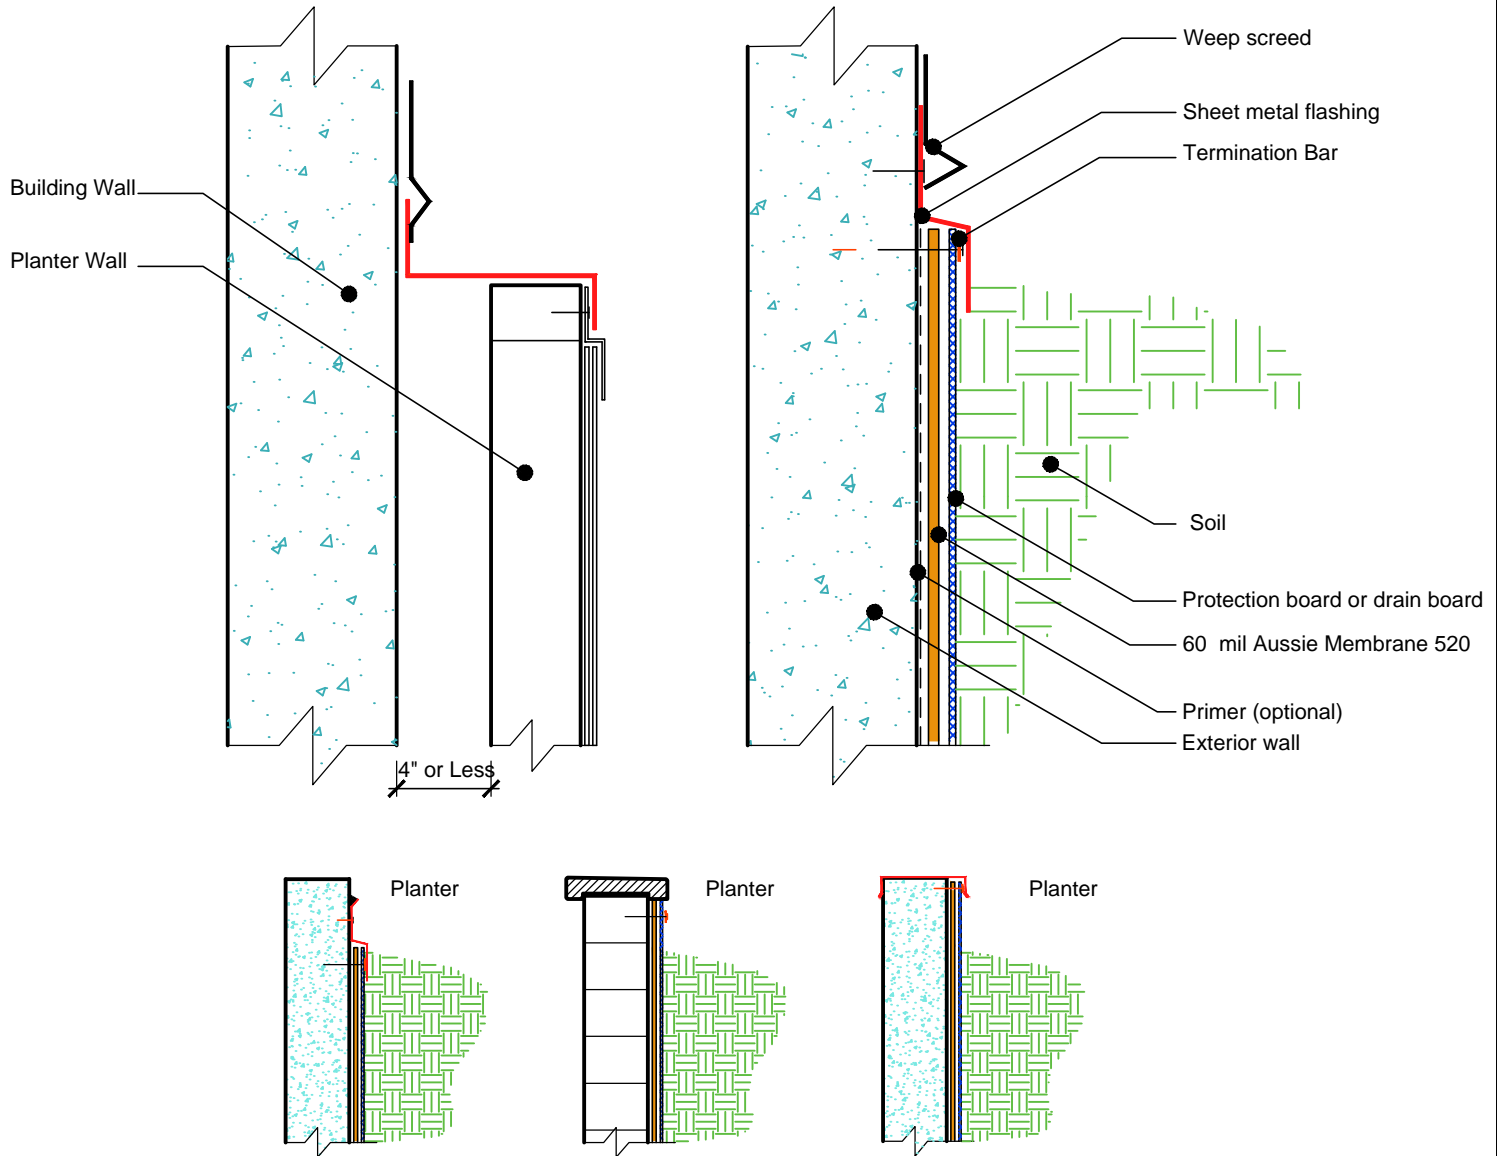 Weep screed
Sheet metal flashing
Termination Bar
Building Wall
Planter Wall
Soil
Protection board or drain board
60 mil Aussie Membrane 520
Primer (optional)
Exterior wall
4" or Less
Planter
Planter
Planter